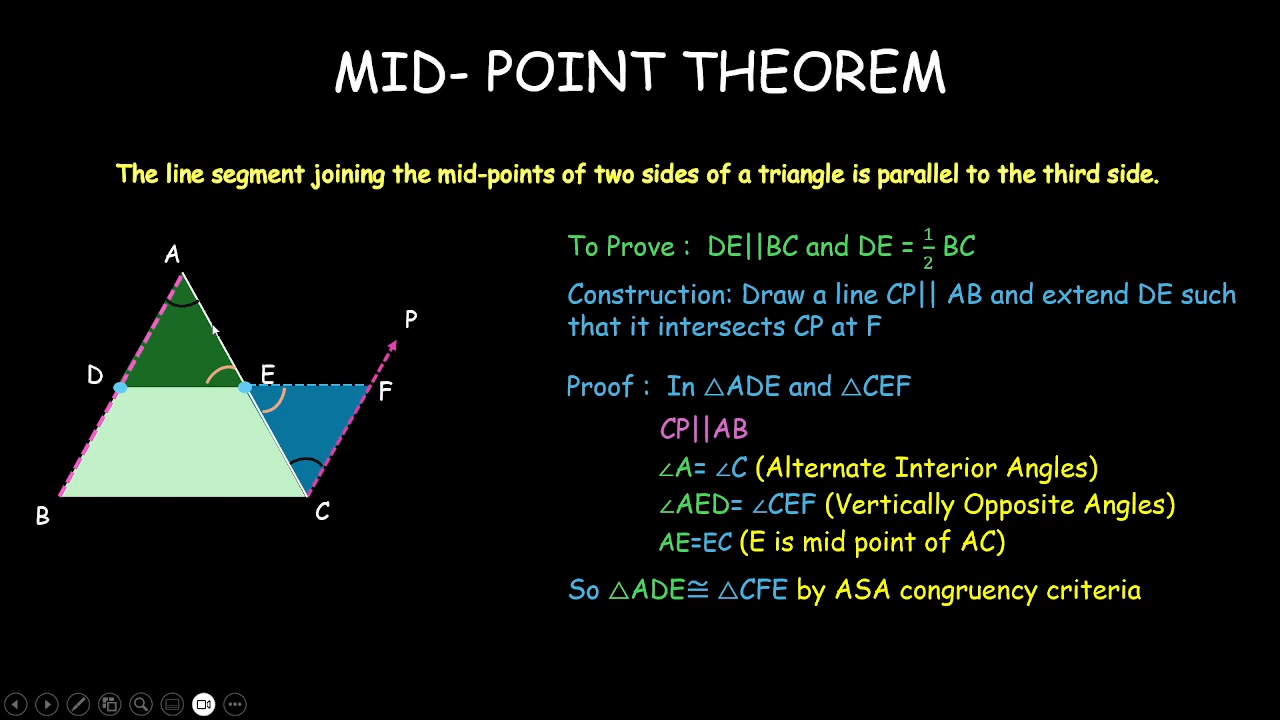 MID- POINT THEOREM
The line segment joining the mid-points of two sides of a triangle is parallel to the third side.
To Prove : DE||BC and DE = 1/2 BC
Construction: Draw a line CP|| AB and extend DE such
that it intersects CP at F
Proof : In △ADE and △CEF
CP||AB
∠A= ∠C (Alternate Interior Angles)
∠AED= ∠CEF (Vertically Opposite Angles)
AE=EC (E is mid point of AC)
So △ADE≅ △CFE by ASA congruency criteria
A
P
D
E
F
B
C